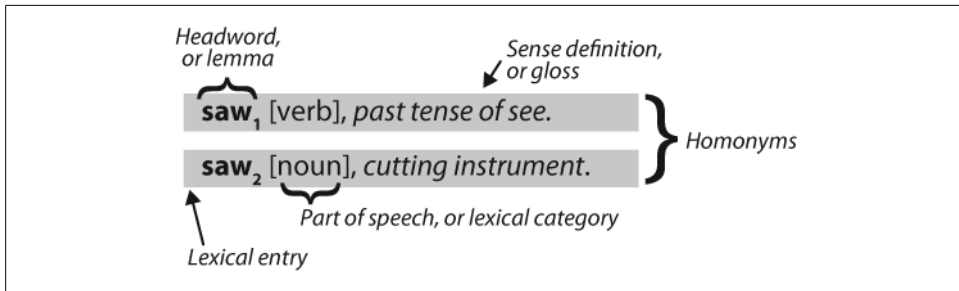 Headword,
or lemma
Sense definition,
or gloss
saw₁ [verb], past tense of see.
Homonyms
saw₂ [noun], cutting instrument.
Part of speech, or lexical category
Lexical entry